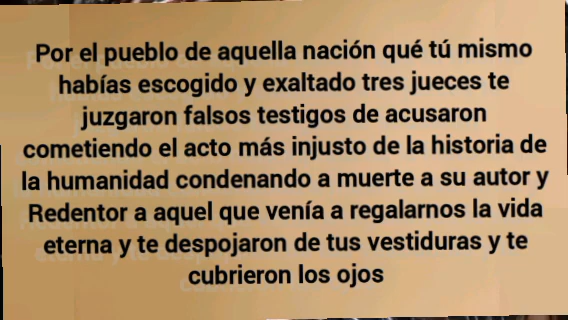 Por el pueblo de aquella nación qué tú mismo
habías escogido y exaltado tres jueces te
juzgaron falsos testigos de acusaron
cometiendo el acto más injusto de la historia de
la humanidad condenando a muerte a su autor y
Redentor a aquel que venía a regalarnos la vida
eterna y te despojaron de tus vestiduras y te
cubrieron los ojos